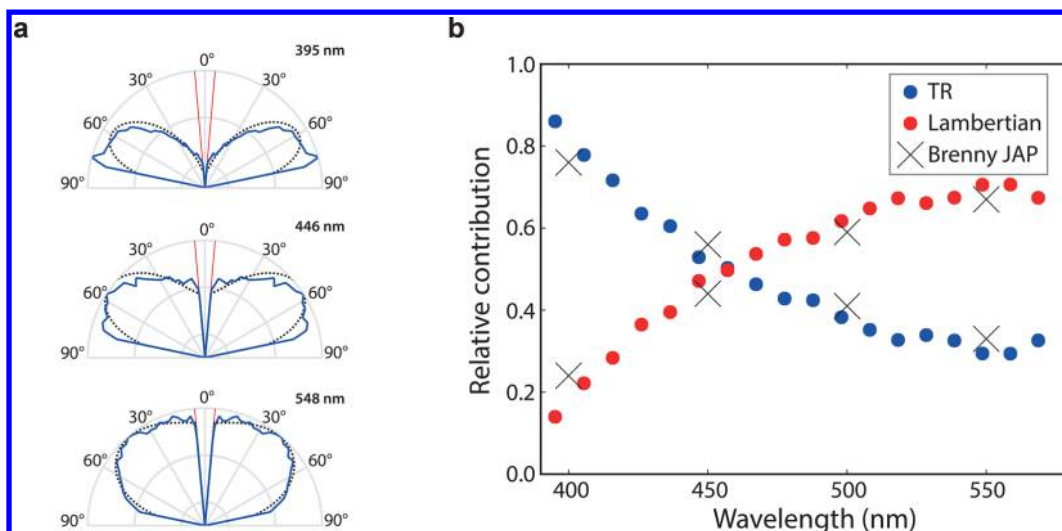 a
395 nm
0°
30° 30°
60° 60°
90° 90°
446 nm
0°
30° 30°
60° 60°
90° 90°
548 nm
0°
30° 30°
60° 60°
90° 90°
b
1.0
0.8
0.6
0.4
0.2
0.0
Relative contribution
TR
Lambertian
Brenny JAP
400 450 500 550
Wavelength (nm)